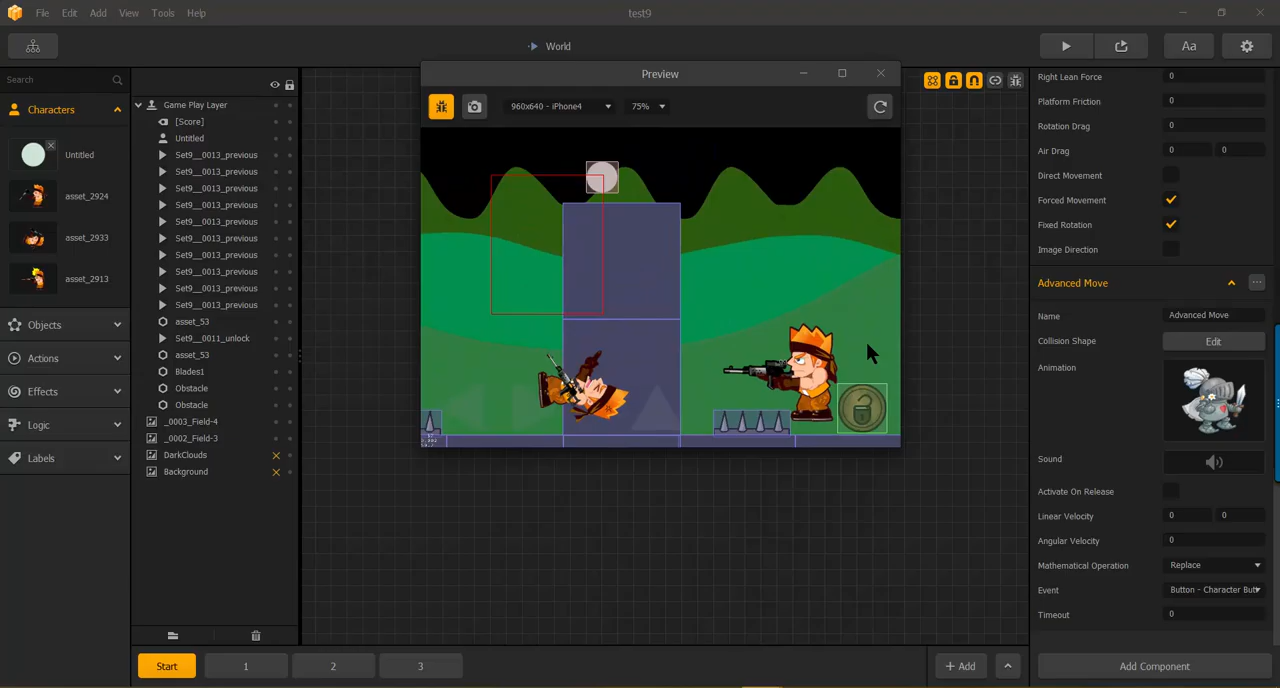 File Edit Add View Tools Help
test9
World
Aa
Search
Characters
Untitled
asset_2924
asset_2933
asset_2913
Objects
Actions
Effects
Logic
Labels
Game Play Layer
[Score]
Untitled
Set9__0013_previous
Set9__0013_previous
Set9__0013_previous
Set9__0013_previous
Set9__0013_previous
Set9__0013_previous
Set9__0013_previous
Set9__0013_previous
Set9__0013_previous
Set9__0013_previous
asset_53
Set9__0011_unlock
asset_53
Blades1
Obstacle
Obstacle
_0003_Field-4
_0002_Field-3
DarkClouds
Background
Preview
960x640 - iPhone4
75%
Right Lean Force 0
Platform Friction 0
Rotation Drag 0
Air Drag 0 0
Direct Movement
Forced Movement
Fixed Rotation
Image Direction
Advanced Move
Name Advanced Move
Collision Shape Edit
Animation
Sound
Activate On Release
Linear Velocity 0 0
Angular Velocity 0
Mathematical Operation Replace
Event Button - Character But
Timeout 0
Start 1 2 3
+ Add
Add Component